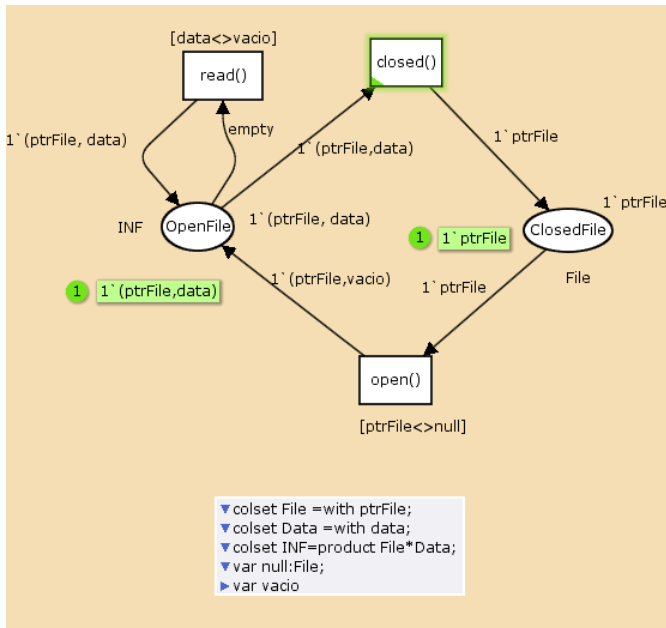 [data<>vacio]
read()
closed()
empty
1`(ptrFile, data)
1`(ptrFile,data)
1`ptrFile
1`ptrFile
INF
OpenFile
1`(ptrFile, data)
1
1`ptrFile
ClosedFile
1`(ptrFile,vacio)
1`ptrFile
File
1
1`(ptrFile,data)
open()
[ptrFile<>null]
colset File =with ptrFile;
colset Data =with data;
colset INF=product File*Data;
var null:File;
var vacio